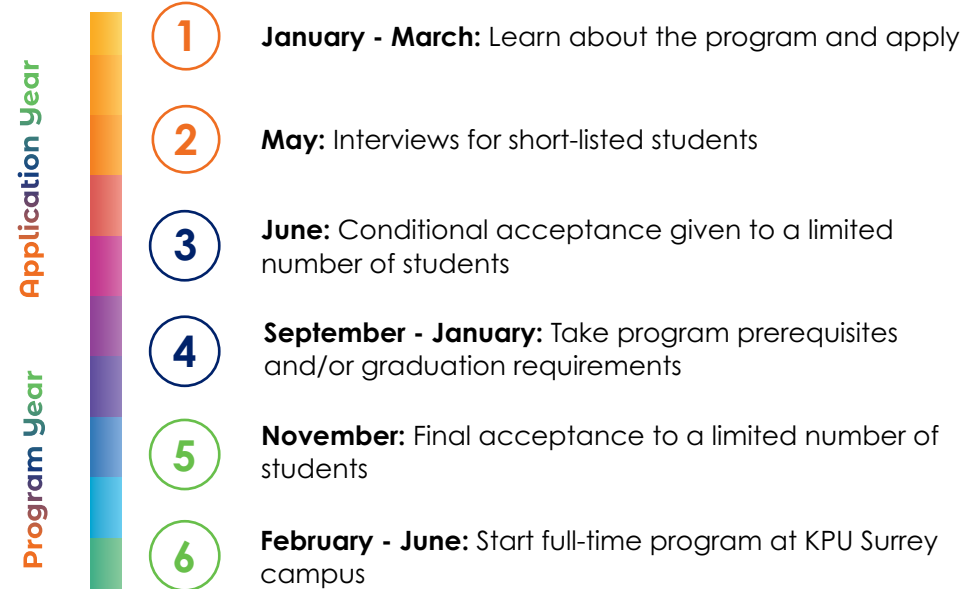 Application Year
Program Year
1
January - March: Learn about the program and apply
2
May: Interviews for short-listed students
3
June: Conditional acceptance given to a limited
number of students
4
September - January: Take program prerequisites
and/or graduation requirements
5
November: Final acceptance to a limited number of
students
6
February - June: Start full-time program at KPU Surrey
campus